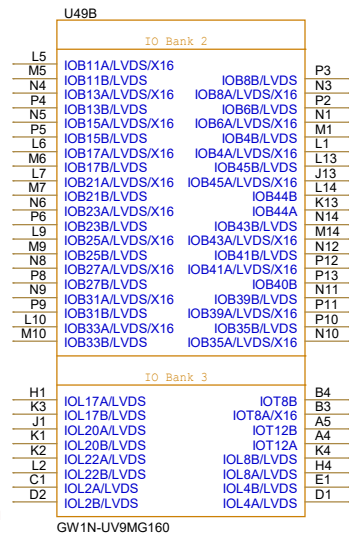 U49B
IO Bank 2
L5 IOB11A/LVDS/X16
M5 IOB11B/LVDS IOB8B/LVDS P3
N4 IOB13A/LVDS/X16 IOB8A/LVDS/X16 N3
P4 IOB13B/LVDS IOB6B/LVDS P2
N5 IOB15A/LVDS/X16 IOB6A/LVDS/X16 N1
P5 IOB15B/LVDS IOB4B/LVDS M1
L6 IOB17A/LVDS/X16 IOB4A/LVDS/X16 L1
M6 IOB17B/LVDS IOB45B/LVDS L13
L7 IOB21A/LVDS/X16 IOB45A/LVDS/X16 J13
M7 IOB21B/LVDS IOB44B L14
N6 IOB23A/LVDS/X16 IOB44A K13
P6 IOB23B/LVDS IOB43B/LVDS N14
L9 IOB25A/LVDS/X16 IOB43A/LVDS/X16 M14
M9 IOB25B/LVDS IOB41B/LVDS N12
N8 IOB27A/LVDS/X16 IOB41A/LVDS/X16 P12
P8 IOB27B/LVDS IOB40B P13
N9 IOB31A/LVDS/X16 IOB39B/LVDS N11
P9 IOB31B/LVDS IOB39A/LVDS/X16 P11
L10 IOB33A/LVDS/X16 IOB35B/LVDS P10
M10 IOB33B/LVDS IOB35A/LVDS/X16 N10
IO Bank 3
H1 IOL17A/LVDS IOT8B B4
K3 IOL17B/LVDS IOT8A/X16 B3
J1 IOL20A/LVDS IOT12B A5
K1 IOL20B/LVDS IOT12A A4
K2 IOL22A/LVDS IOL8B/LVDS K4
L2 IOL22B/LVDS IOL8A/LVDS H4
C1 IOL2A/LVDS IOL4B/LVDS E1
D2 IOL2B/LVDS IOL4A/LVDS D1
GW1N-UV9MG160